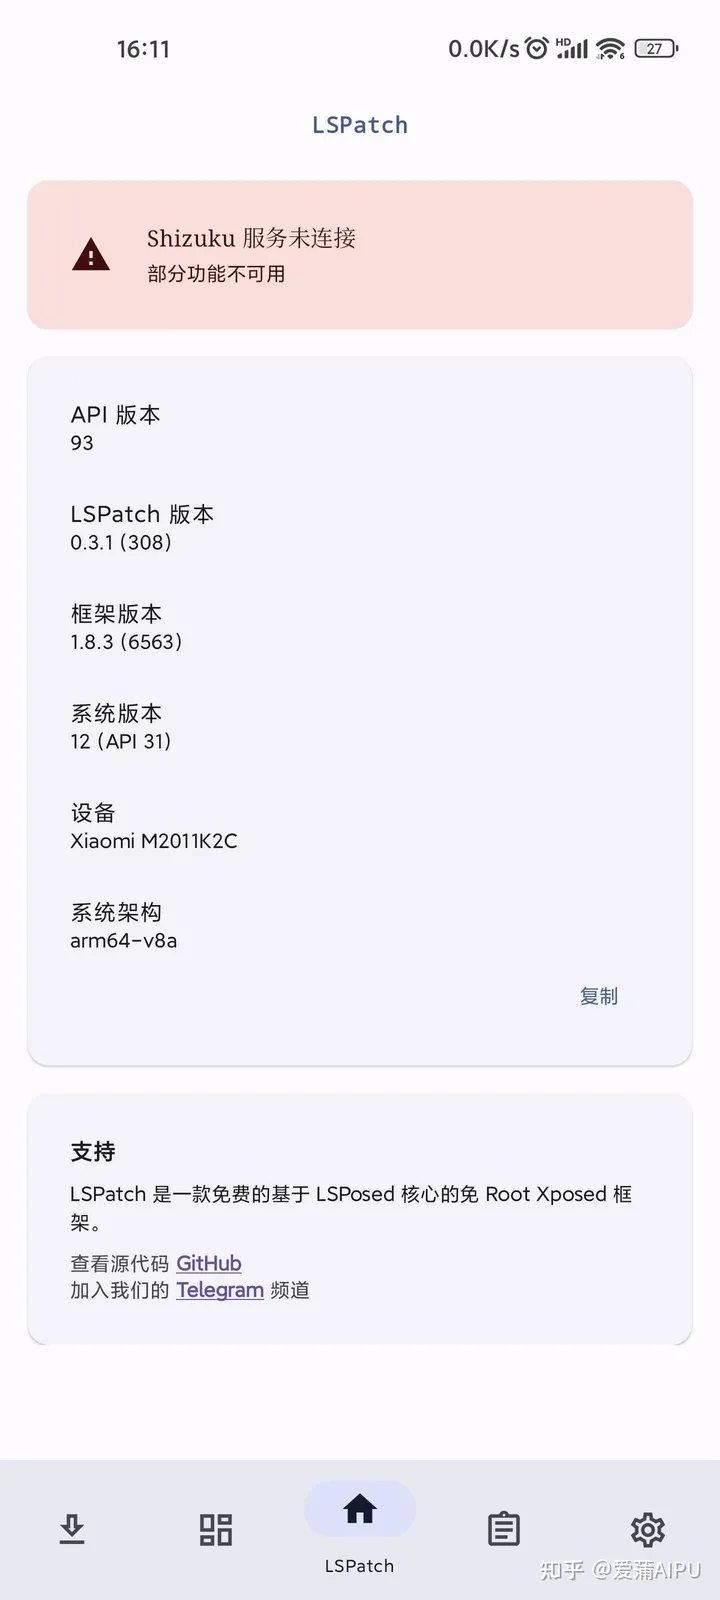 16:11
0.0K/s HD 27
LSPatch
Shizuku 服务未连接
部分功能不可用
API 版本
93
LSPatch 版本
0.3.1 (308)
框架版本
1.8.3 (6563)
系统版本
12 (API 31)
设备
Xiaomi M2011K2C
系统架构
arm64-v8a
复制
支持
LSPatch 是一款免费的基于 LSPosed 核心的免 Root Xposed 框
架。
查看源代码 GitHub
加入我们的 Telegram 频道
LSPatch
知乎 @爱蒲AIPU